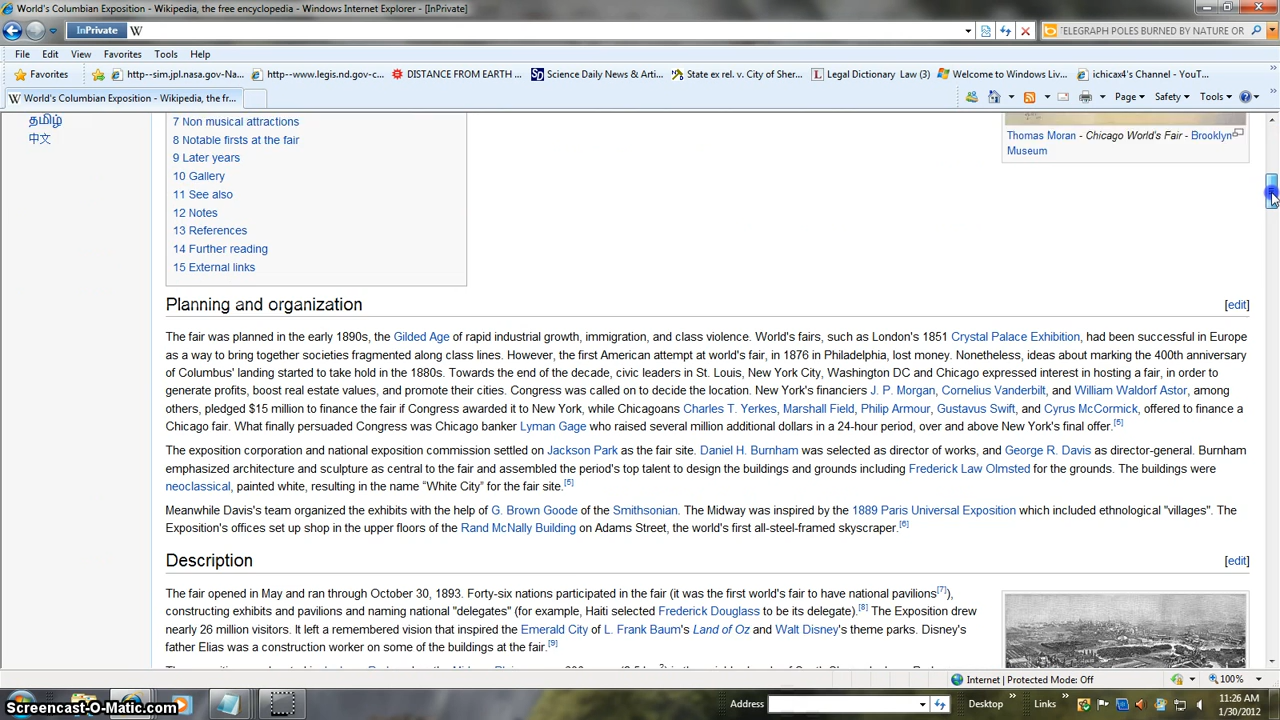 World's Columbian Exposition - Wikipedia, the free encyclopedia - Windows Internet Explorer - [InPrivate]
InPrivate W
TELEGRAPH POLES BURNED BY NATURE OR
File Edit View Favorites Tools Help
Favorites http--sim.jpl.nasa.gov-Na... http--www.legis.nd.gov-c... DISTANCE FROM EARTH ... Science Daily News & Arti... State ex rel. v. City of Sher... Legal Dictionary Law (3) Welcome to Windows Liv... ichicax4's Channel - YouT...
W World's Columbian Exposition - Wikipedia, the fr...
Page Safety Tools
தமிழ்
中文
7 Non musical attractions
8 Notable firsts at the fair
9 Later years
10 Gallery
11 See also
12 Notes
13 References
14 Further reading
15 External links
Thomas Moran - Chicago World's Fair - Brooklyn
Museum
Planning and organization [edit]
The fair was planned in the early 1890s, the Gilded Age of rapid industrial growth, immigration, and class violence. World's fairs, such as London's 1851 Crystal Palace Exhibition, had been successful in Europe
as a way to bring together societies fragmented along class lines. However, the first American attempt at world's fair, in 1876 in Philadelphia, lost money. Nonetheless, ideas about marking the 400th anniversary
of Columbus' landing started to take hold in the 1880s. Towards the end of the decade, civic leaders in St. Louis, New York City, Washington DC and Chicago expressed interest in hosting a fair, in order to
generate profits, boost real estate values, and promote their cities. Congress was called on to decide the location. New York's financiers J. P. Morgan, Cornelius Vanderbilt, and William Waldorf Astor, among
others, pledged $15 million to finance the fair if Congress awarded it to New York, while Chicagoans Charles T. Yerkes, Marshall Field, Philip Armour, Gustavus Swift, and Cyrus McCormick, offered to finance a
Chicago fair. What finally persuaded Congress was Chicago banker Lyman Gage who raised several million additional dollars in a 24-hour period, over and above New York's final offer.[5]
The exposition corporation and national exposition commission settled on Jackson Park as the fair site. Daniel H. Burnham was selected as director of works, and George R. Davis as director-general. Burnham
emphasized architecture and sculpture as central to the fair and assembled the period's top talent to design the buildings and grounds including Frederick Law Olmsted for the grounds. The buildings were
neoclassical, painted white, resulting in the name “White City” for the fair site.[5]
Meanwhile Davis's team organized the exhibits with the help of G. Brown Goode of the Smithsonian. The Midway was inspired by the 1889 Paris Universal Exposition which included ethnological "villages". The
Exposition's offices set up shop in the upper floors of the Rand McNally Building on Adams Street, the world's first all-steel-framed skyscraper.[6]
Description [edit]
The fair opened in May and ran through October 30, 1893. Forty-six nations participated in the fair (it was the first world's fair to have national pavilions[7]),
constructing exhibits and pavilions and naming national "delegates" (for example, Haiti selected Frederick Douglass to be its delegate).[8] The Exposition drew
nearly 26 million visitors. It left a remembered vision that inspired the Emerald City of L. Frank Baum's Land of Oz and Walt Disney's theme parks. Disney's
father Elias was a construction worker on some of the buildings at the fair.[9]
Internet | Protected Mode: Off 100%
Screencast-O-Matic.com
Address Desktop Links
11:26 AM
1/30/2012